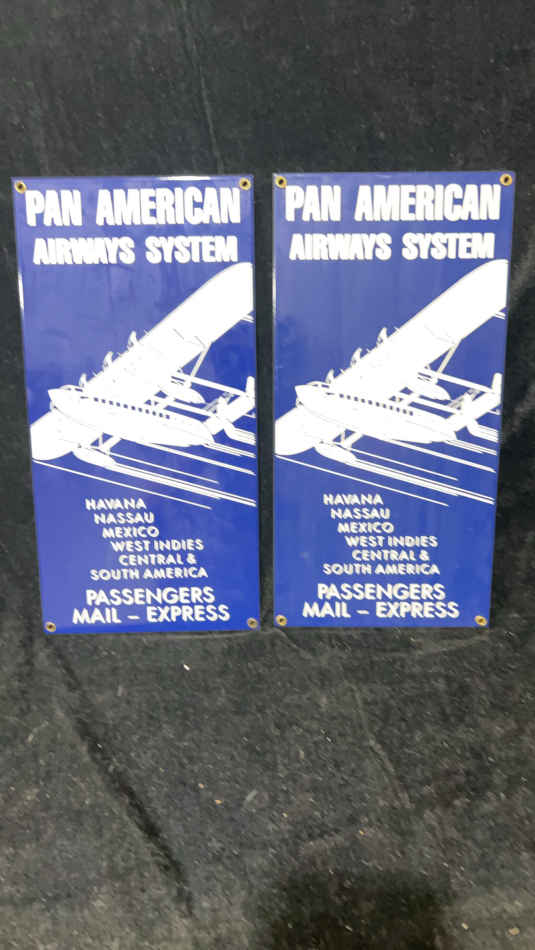 PAN AMERICAN
AIRWAYS SYSTEM
HAVANA
NASSAU
MEXICO
WEST INDIES
CENTRAL &
SOUTH AMERICA
PASSENGERS
MAIL – EXPRESS
PAN AMERICAN
AIRWAYS SYSTEM
HAVANA
NASSAU
MEXICO
WEST INDIES
CENTRAL &
SOUTH AMERICA
PASSENGERS
MAIL – EXPRESS